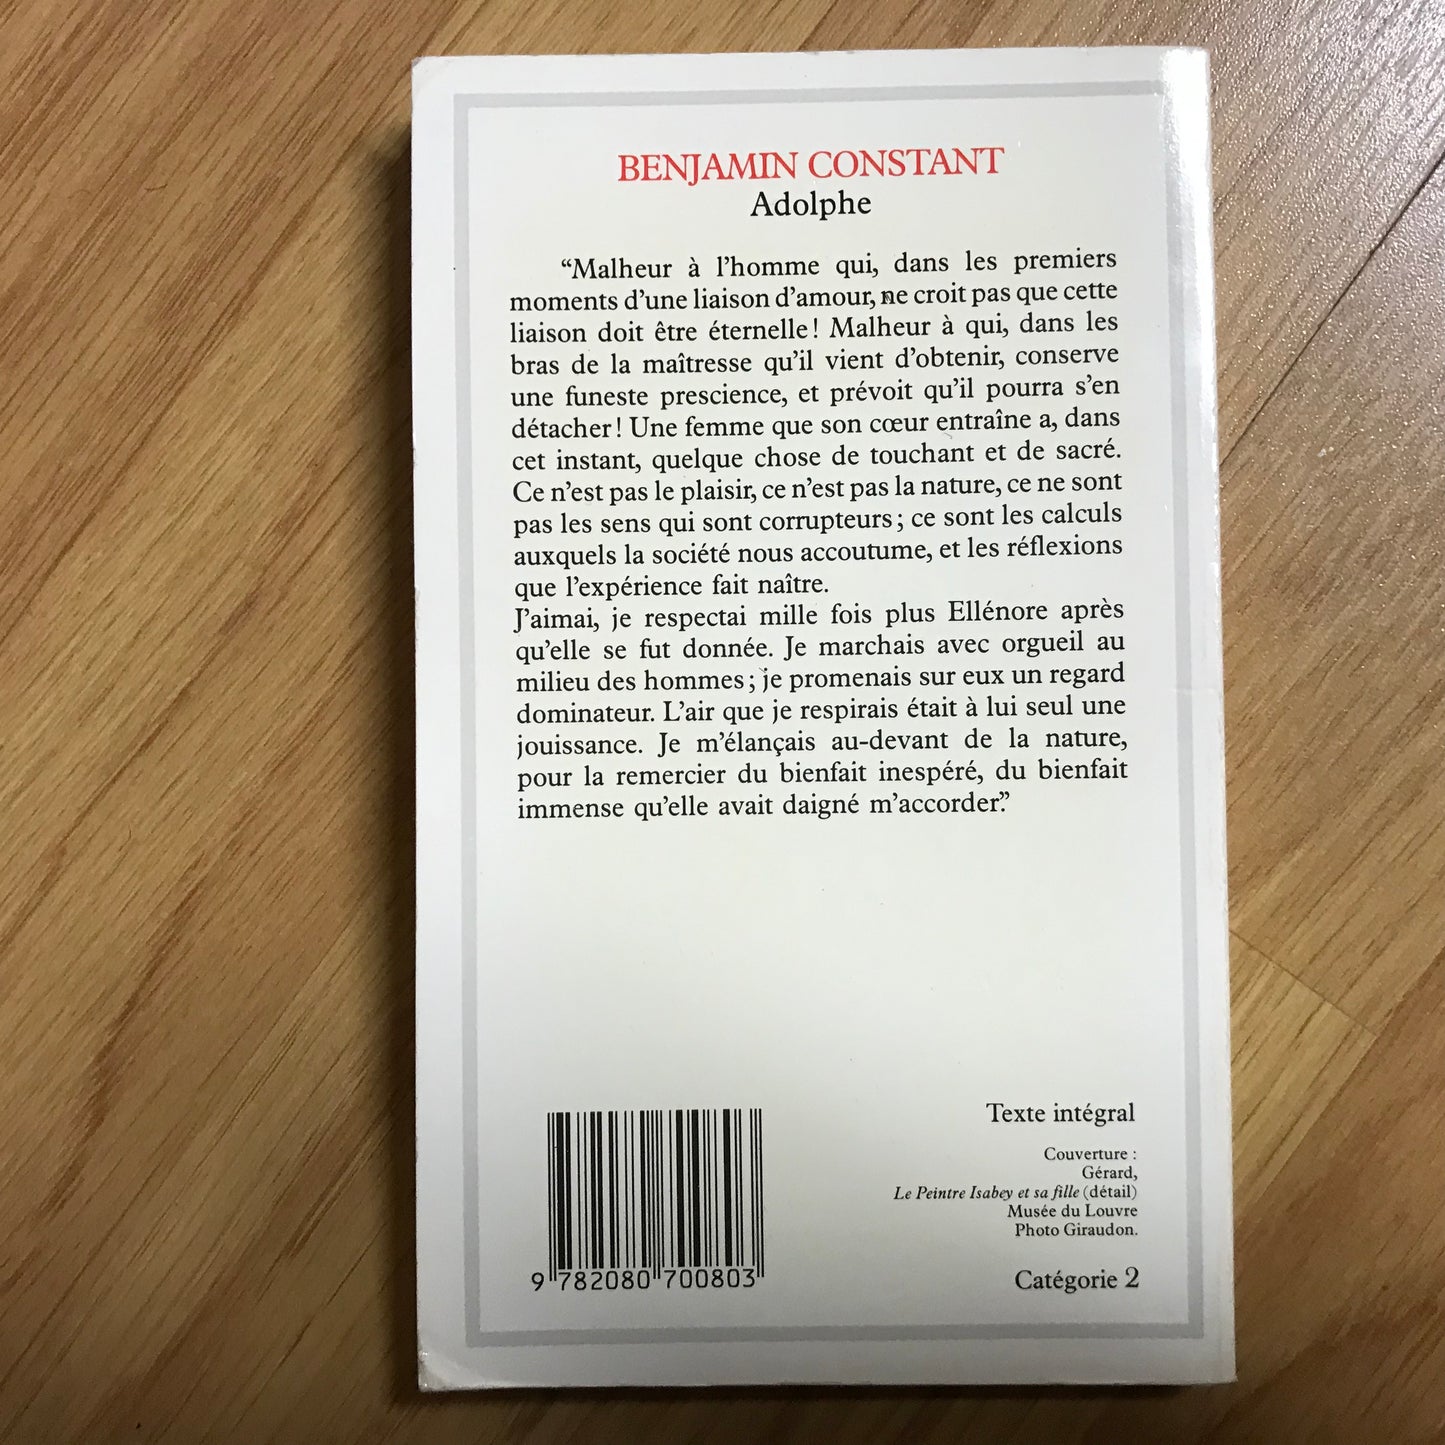 BENJAMIN CONSTANT
Adolphe
“Malheur à l’homme qui, dans les premiers
moments d’une liaison d’amour, ne croit pas que cette
liaison doit être éternelle ! Malheur à qui, dans les
bras de la maîtresse qu’il vient d’obtenir, conserve
une funeste prescience, et prévoit qu’il pourra s’en
détacher ! Une femme que son cœur entraîne a, dans
cet instant, quelque chose de touchant et de sacré.
Ce n’est pas le plaisir, ce n’est pas la nature, ce ne sont
pas les sens qui sont corrupteurs ; ce sont les calculs
auxquels la société nous accoutume, et les réflexions
que l’expérience fait naître.
J’aimai, je respectai mille fois plus Ellénore après
qu’elle se fut donnée. Je marchais avec orgueil au
milieu des hommes ; je promenais sur eux un regard
dominateur. L’air que je respirais était à lui seul une
jouissance. Je m’élançais au-devant de la nature,
pour la remercier du bienfait inespéré, du bienfait
immense qu’elle avait daigné m’accorder.”
Texte intégral
Couverture :
Gérard,
Le Peintre Isabey et sa fille (détail)
Musée du Louvre
Photo Giraudon.
9 782080 700803
Catégorie 2